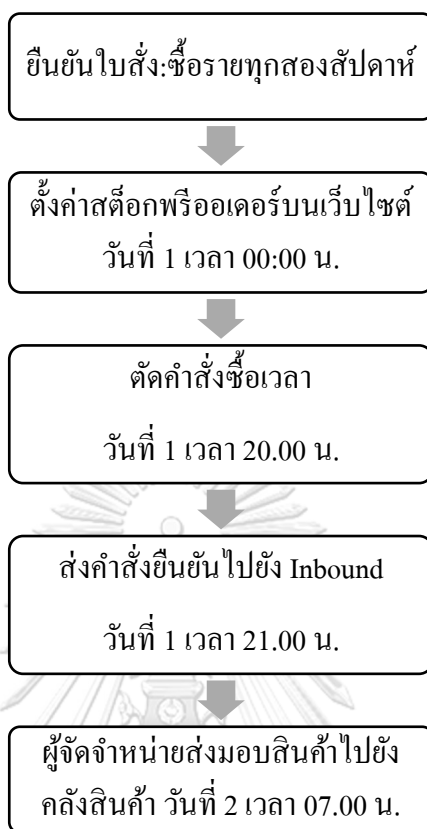 ยืนยันใบสั่ง:ซื้อรายทุกสองสัปดาห์
ตั้งค่าสต็อกพรีออเดอร์บนเว็บไซต์
วันที่ 1 เวลา 00:00 น.
ตัดคำสั่งซื้อเวลา
วันที่ 1 เวลา 20.00 น.
ส่งคำสั่งยืนยันไปยัง Inbound
วันที่ 1 เวลา 21.00 น.
ผู้จัดจำหน่ายส่งมอบสินค้าไปยัง
คลังสินค้า วันที่ 2 เวลา 07.00 น.